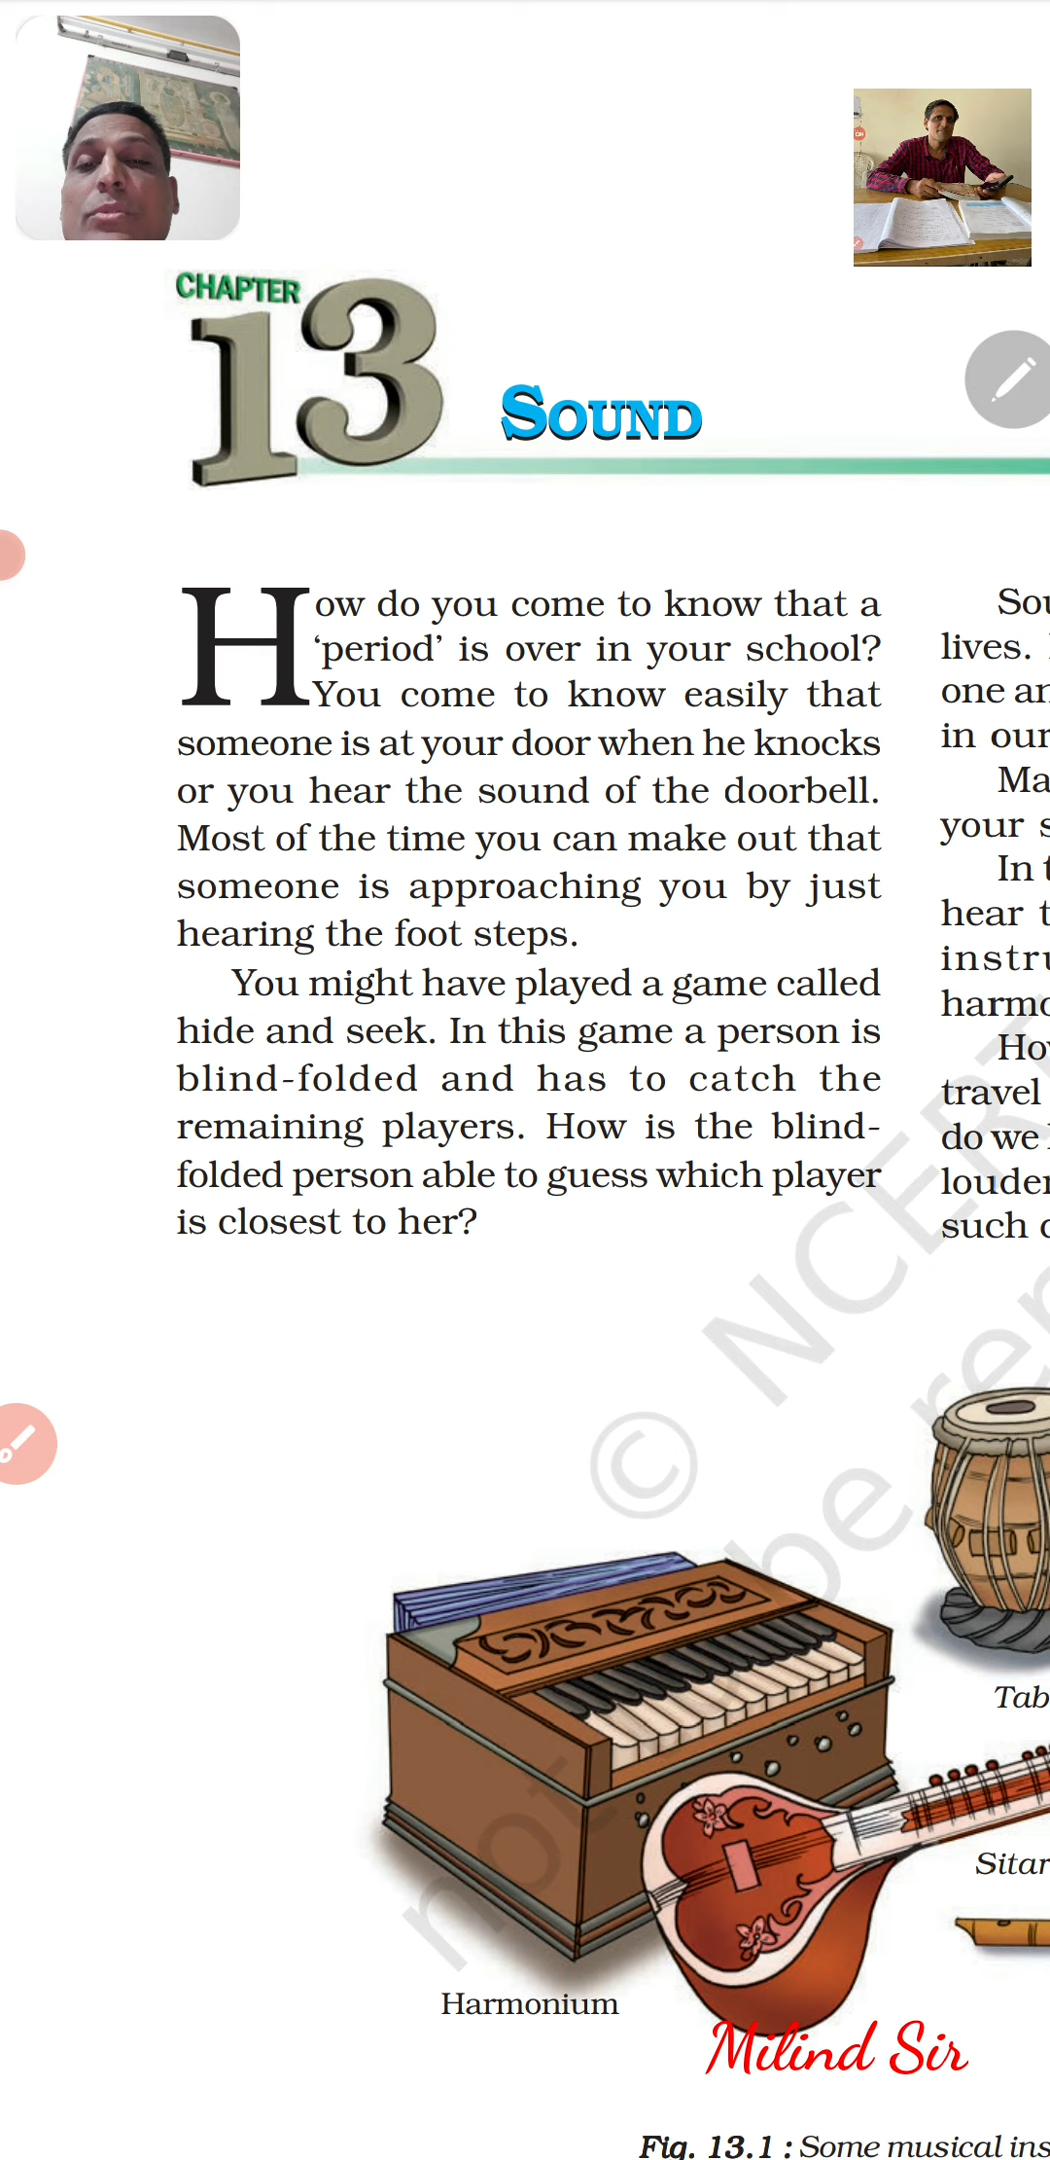 CHAPTER
13
SOUND
How do you come to know that a
‘period’ is over in your school?
You come to know easily that
someone is at your door when he knocks
or you hear the sound of the doorbell.
Most of the time you can make out that
someone is approaching you by just
hearing the foot steps.
You might have played a game called
hide and seek. In this game a person is
blind-folded and has to catch the
remaining players. How is the blind-
folded person able to guess which player
is closest to her?
Sou
lives.
one an
in our
Ma
your s
In t
hear t
instru
harmo
How
travel
do we
louder
such
© NCERT
not be rep
Tab
Sitar
Harmonium
Milind Sir
Fig. 13.1 : Some musical ins